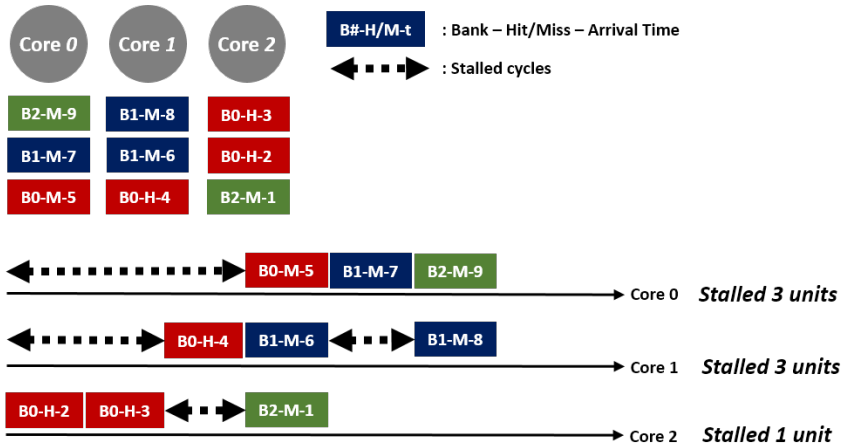 Core 0 Core 1 Core 2
B#-H/M-t : Bank – Hit/Miss – Arrival Time
: Stalled cycles
B2-M-9 B1-M-8 B0-H-3
B1-M-7 B1-M-6 B0-H-2
B0-M-5 B0-H-4 B2-M-1
B0-M-5 B1-M-7 B2-M-9
Core 0 Stalled 3 units
B0-H-4 B1-M-6 B1-M-8
Core 1 Stalled 3 units
B0-H-2 B0-H-3 B2-M-1
Core 2 Stalled 1 unit